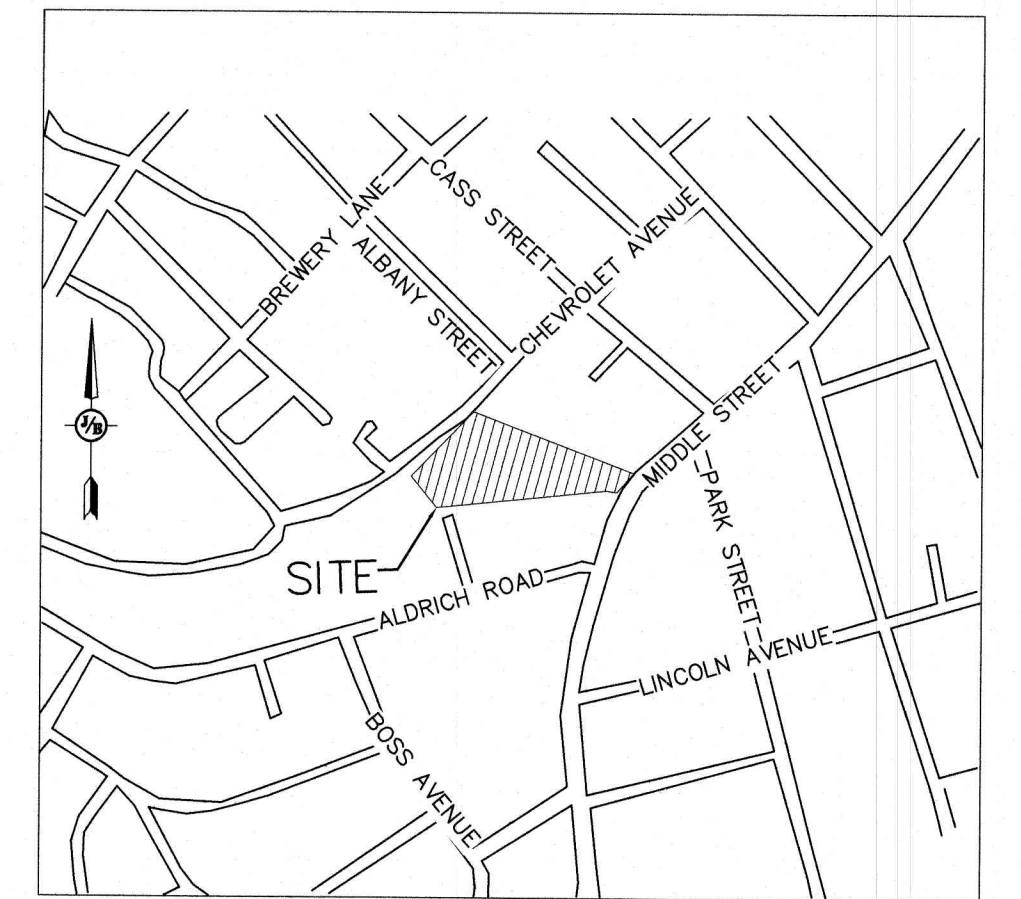 CASS STREET
BREWERY LANE
ALBANY STREET
CHEVROLET AVENUE
MIDDLE STREET
J/B
PARK STREET
SITE
ALDRICH ROAD
LINCOLN AVENUE
BOSS AVENUE